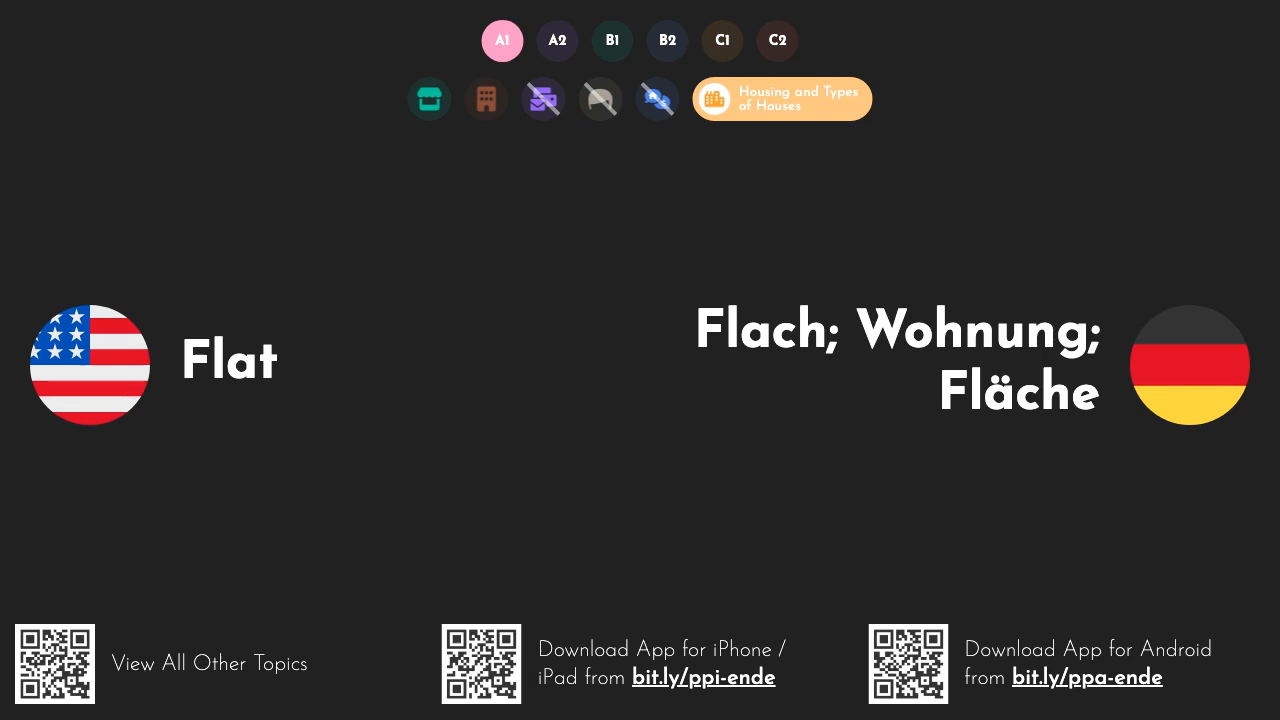 A1 A2 B1 B2 C1 C2
Housing and Types
of Houses
Flat
Flach; Wohnung;
Fläche
View All Other Topics
Download App for iPhone /
iPad from bit.ly/ppi-ende
Download App for Android
from bit.ly/ppa-ende